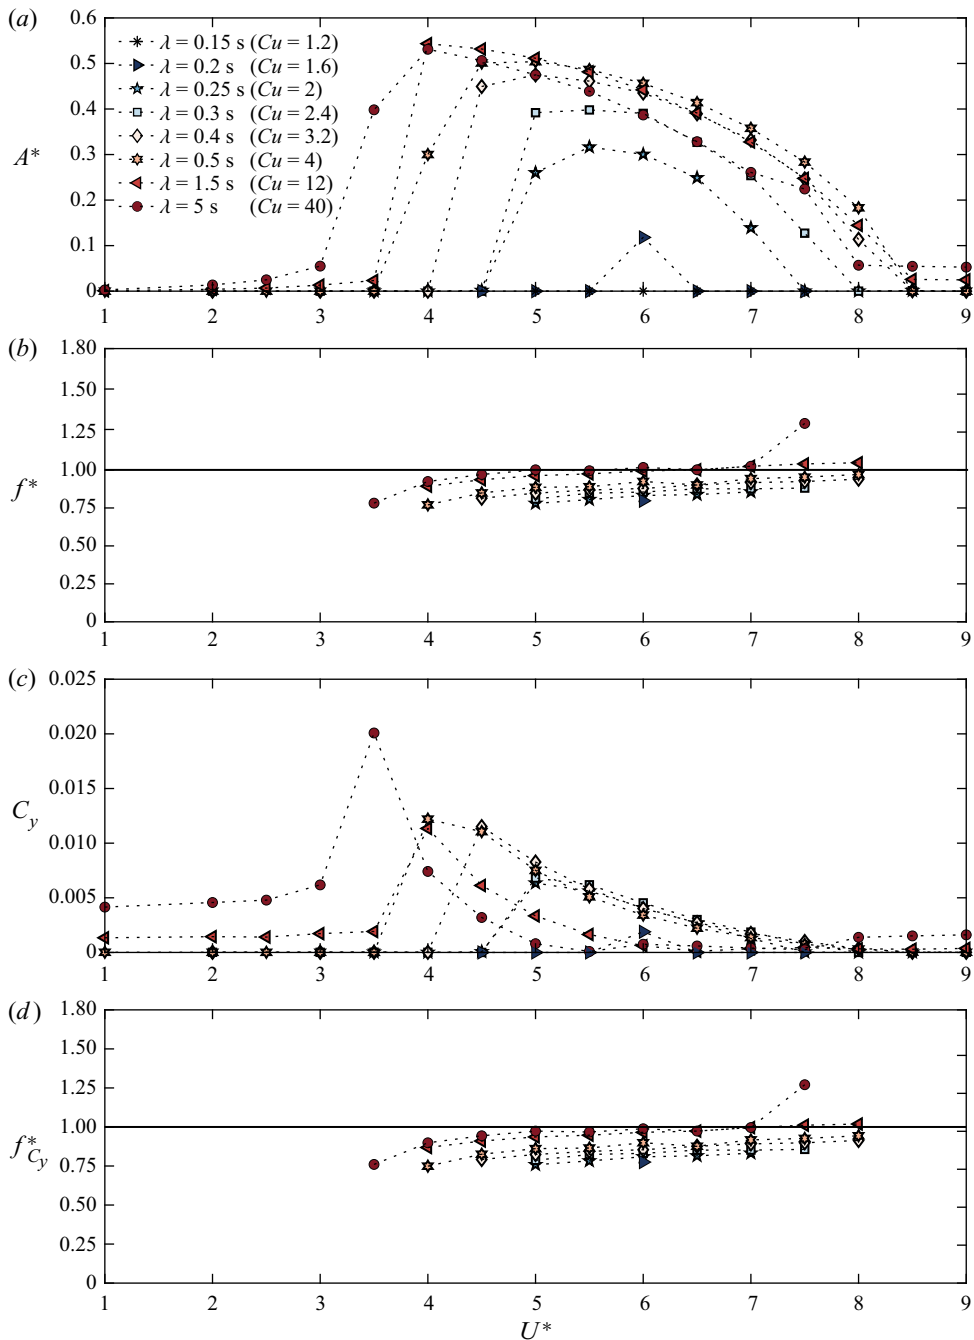 (a)
0.6
0.5
0.4
A*
0.3
0.2
0.1
0
λ = 0.15 s (Cu = 1.2)
λ = 0.2 s (Cu = 1.6)
λ = 0.25 s (Cu = 2)
λ = 0.3 s (Cu = 2.4)
λ = 0.4 s (Cu = 3.2)
λ = 0.5 s (Cu = 4)
λ = 1.5 s (Cu = 12)
λ = 5 s (Cu = 40)
1 2 3 4 5 6 7 8 9
(b)
1.80
1.50
1.25
1.00
f*
0.75
0.50
0.25
0
1 2 3 4 5 6 7 8 9
(c)
0.025
0.020
0.015
C_y
0.010
0.005
0
1 2 3 4 5 6 7 8 9
(d)
1.80
1.50
1.25
1.00
f*_{C_y}
0.75
0.50
0.25
0
1 2 3 4 5 6 7 8 9
U*